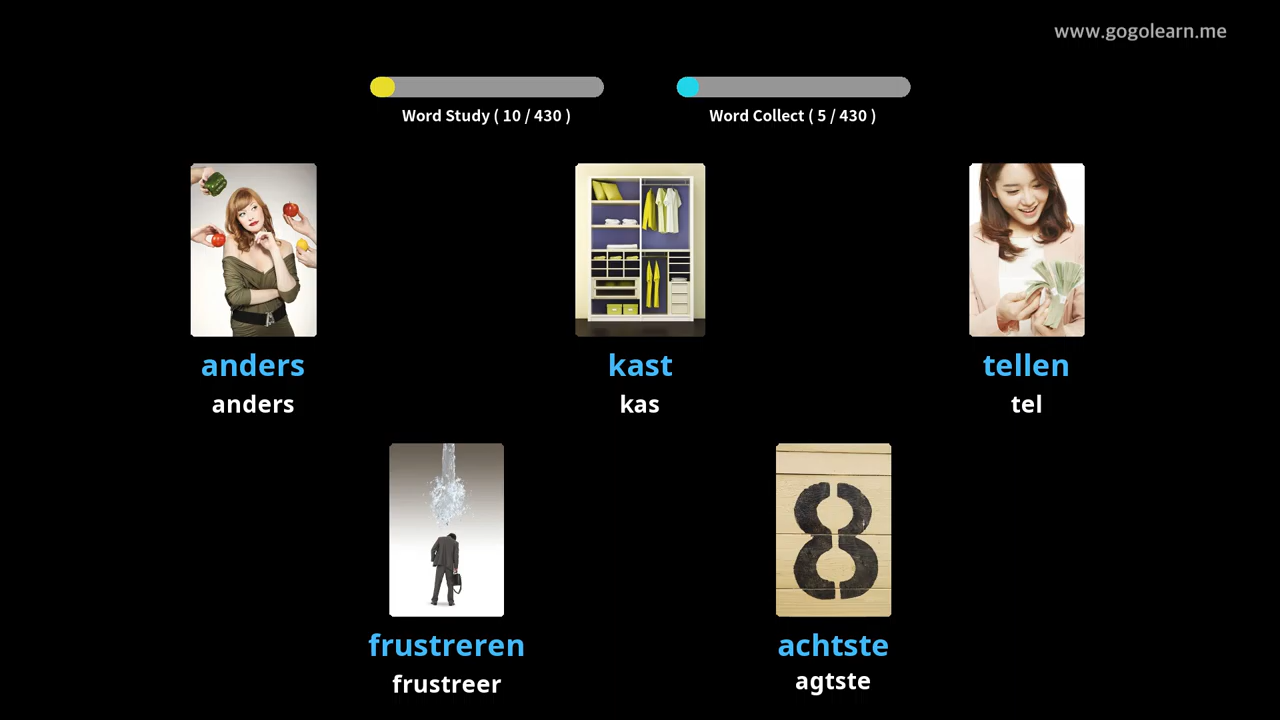 www.gogolearn.me
Word Study ( 10 / 430 )
Word Collect ( 5 / 430 )
anders
anders
kast
kas
tellen
tel
8
frustreren
frustreer
achtste
agtste